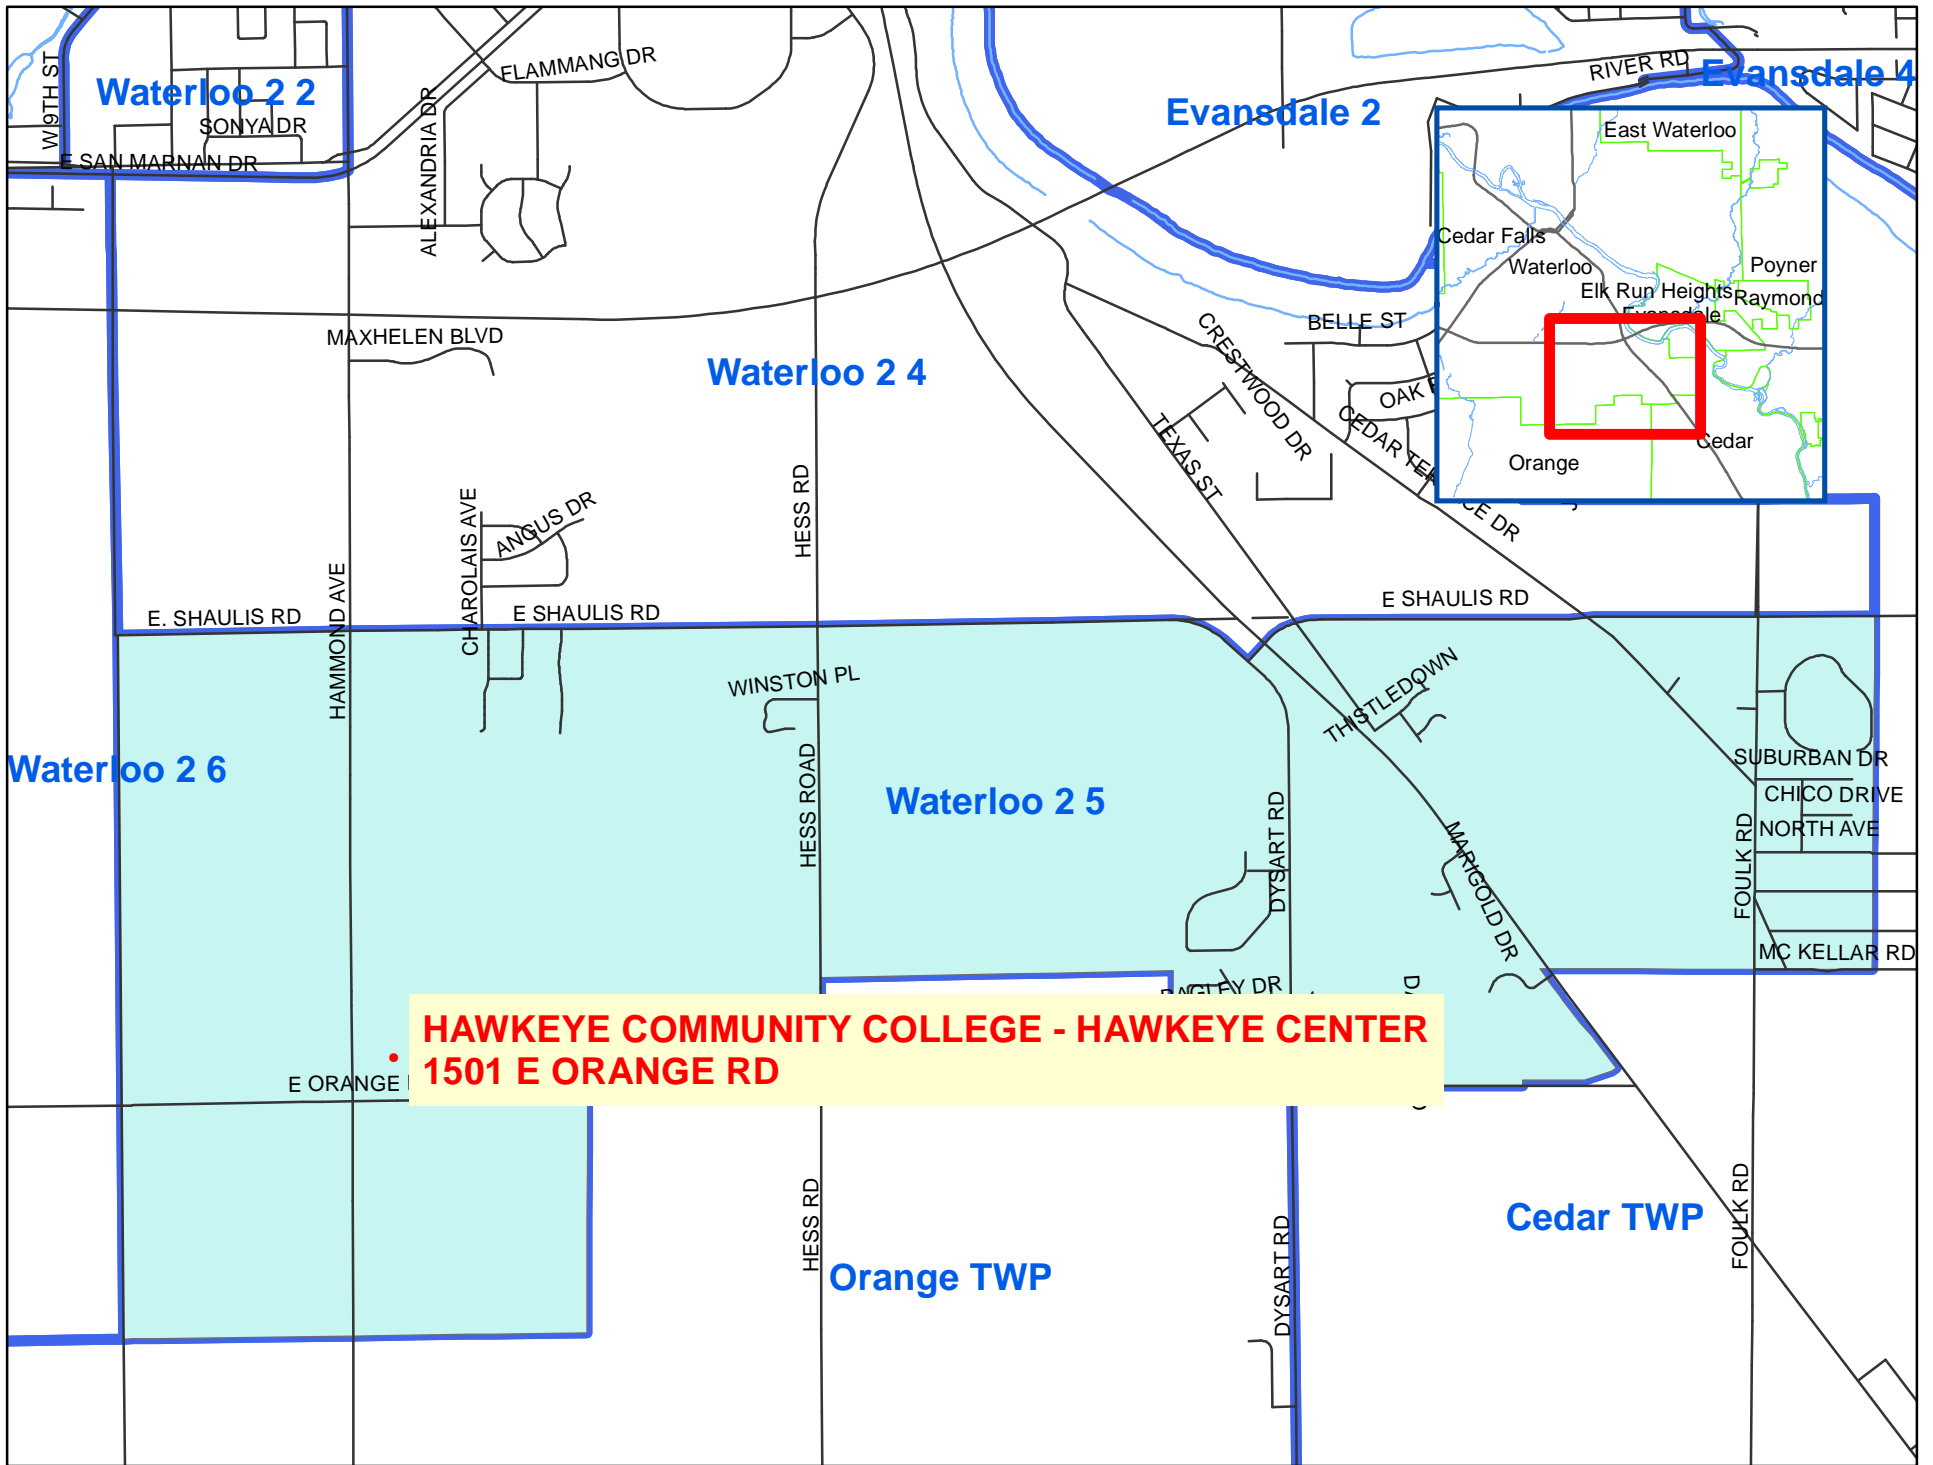 W 9TH ST
Waterloo 2 2
SONYA DR
E SAN MARNAN DR
FLAMMANG DR
ALEXANDRIA DR
Evansdale 2
RIVER RD
Evansdale 4
East Waterloo
Cedar Falls
Waterloo
Poyner
Elk Run Heights
Raymond
Evansdale
Cedar
Orange
MAXHELEN BLVD
Waterloo 2 4
CRESTWOOD DR
BELLE ST
OAK
CEDAR TERRACE DR
TEXAS ST
HESS RD
CHAROLAIS AVE
ANGUS DR
HAMMOND AVE
E. SHAULIS RD
E SHAULIS RD
E SHAULIS RD
WINSTON PL
THISTLEDOWN
Waterloo 2 6
HESS ROAD
Waterloo 2 5
DYSART RD
MARIGOLD DR
SUBURBAN DR
CHICO DRIVE
NORTH AVE
FOULK RD
MC KELLAR RD
BAGLEY DR
HAWKEYE COMMUNITY COLLEGE - HAWKEYE CENTER
1501 E ORANGE RD
E ORANGE
HESS RD
Orange TWP
DYSART RD
Cedar TWP
FOULK RD